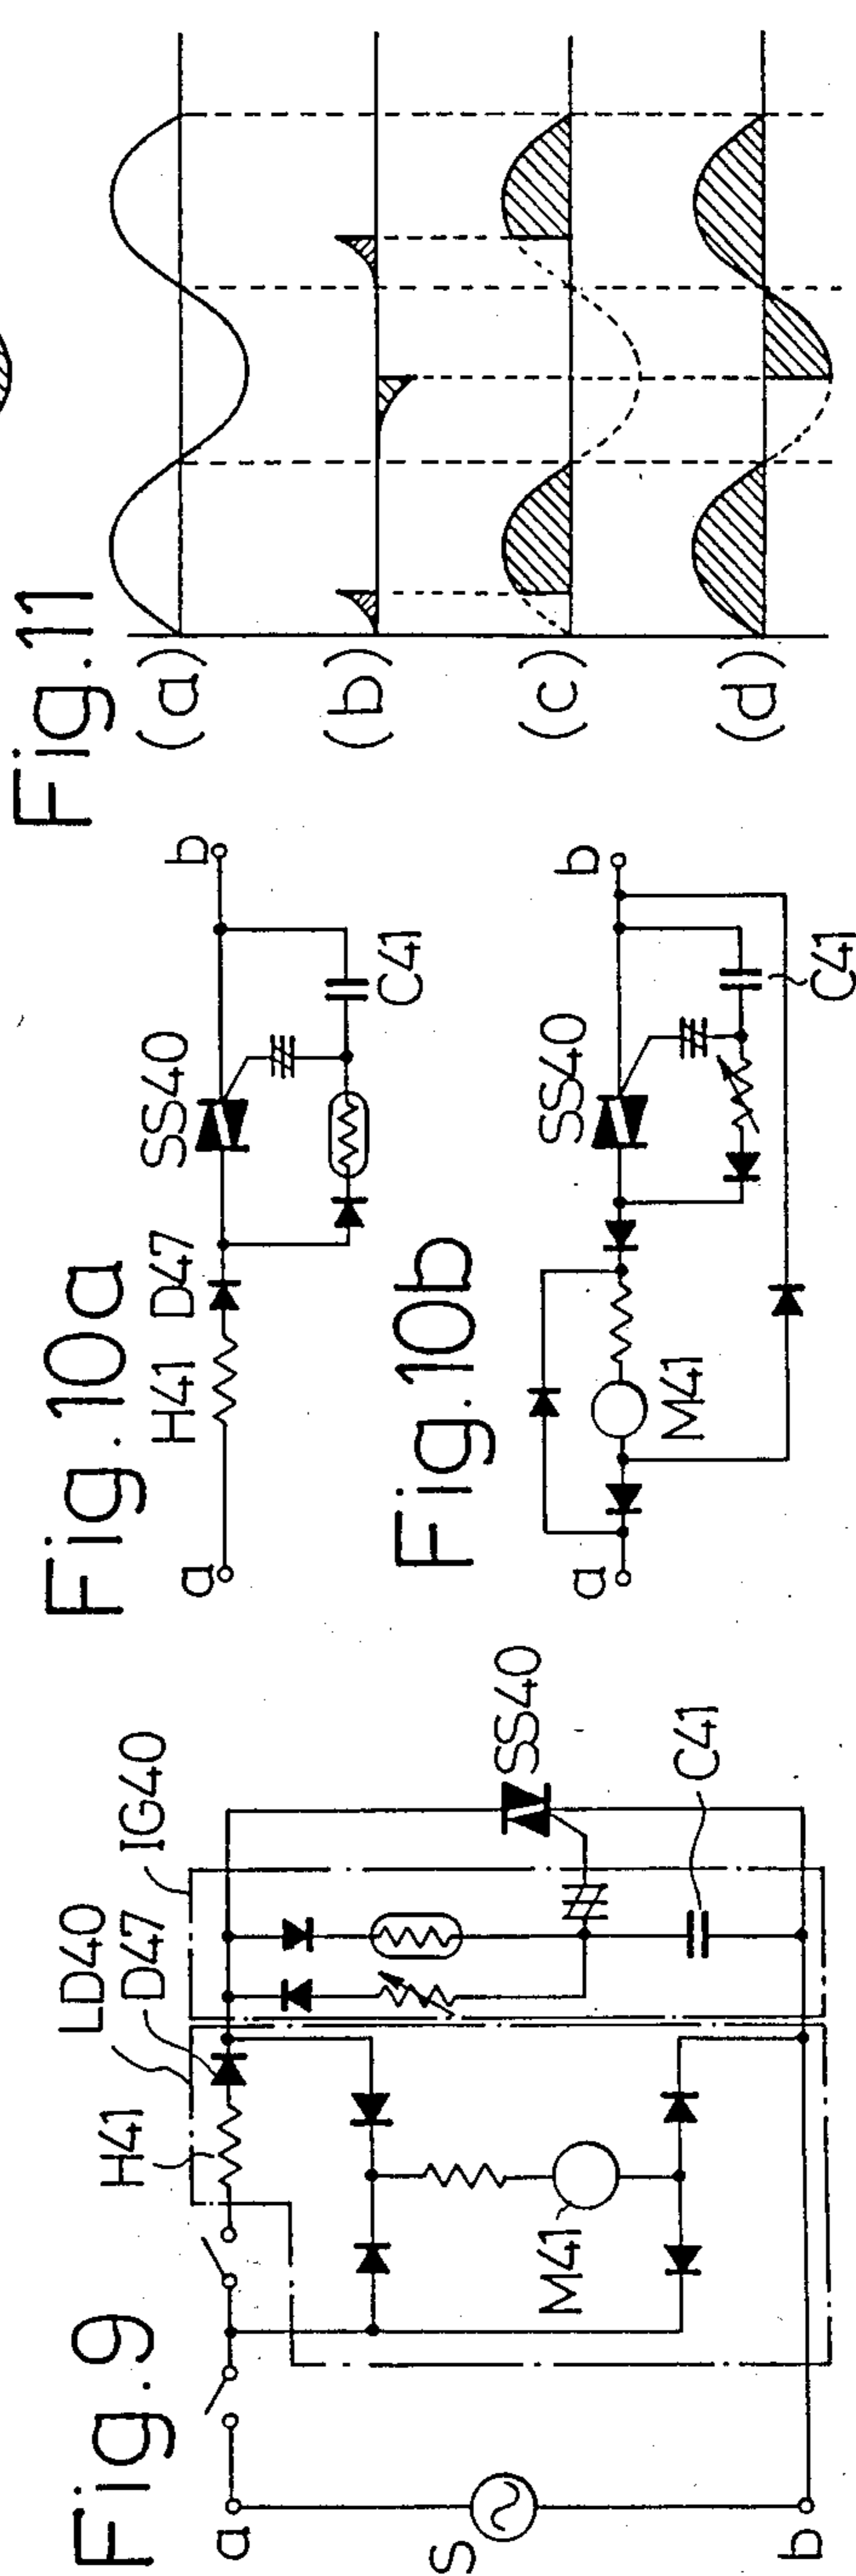 Fig.9
a
S
b
H41
LD40
D47
IG40
M41
SS40
C41
Fig.10a
a
H41
D47
SS40
C41
b
Fig.10b
a
M41
SS40
C41
b
Fig.11
(a)
(b)
(c)
(d)